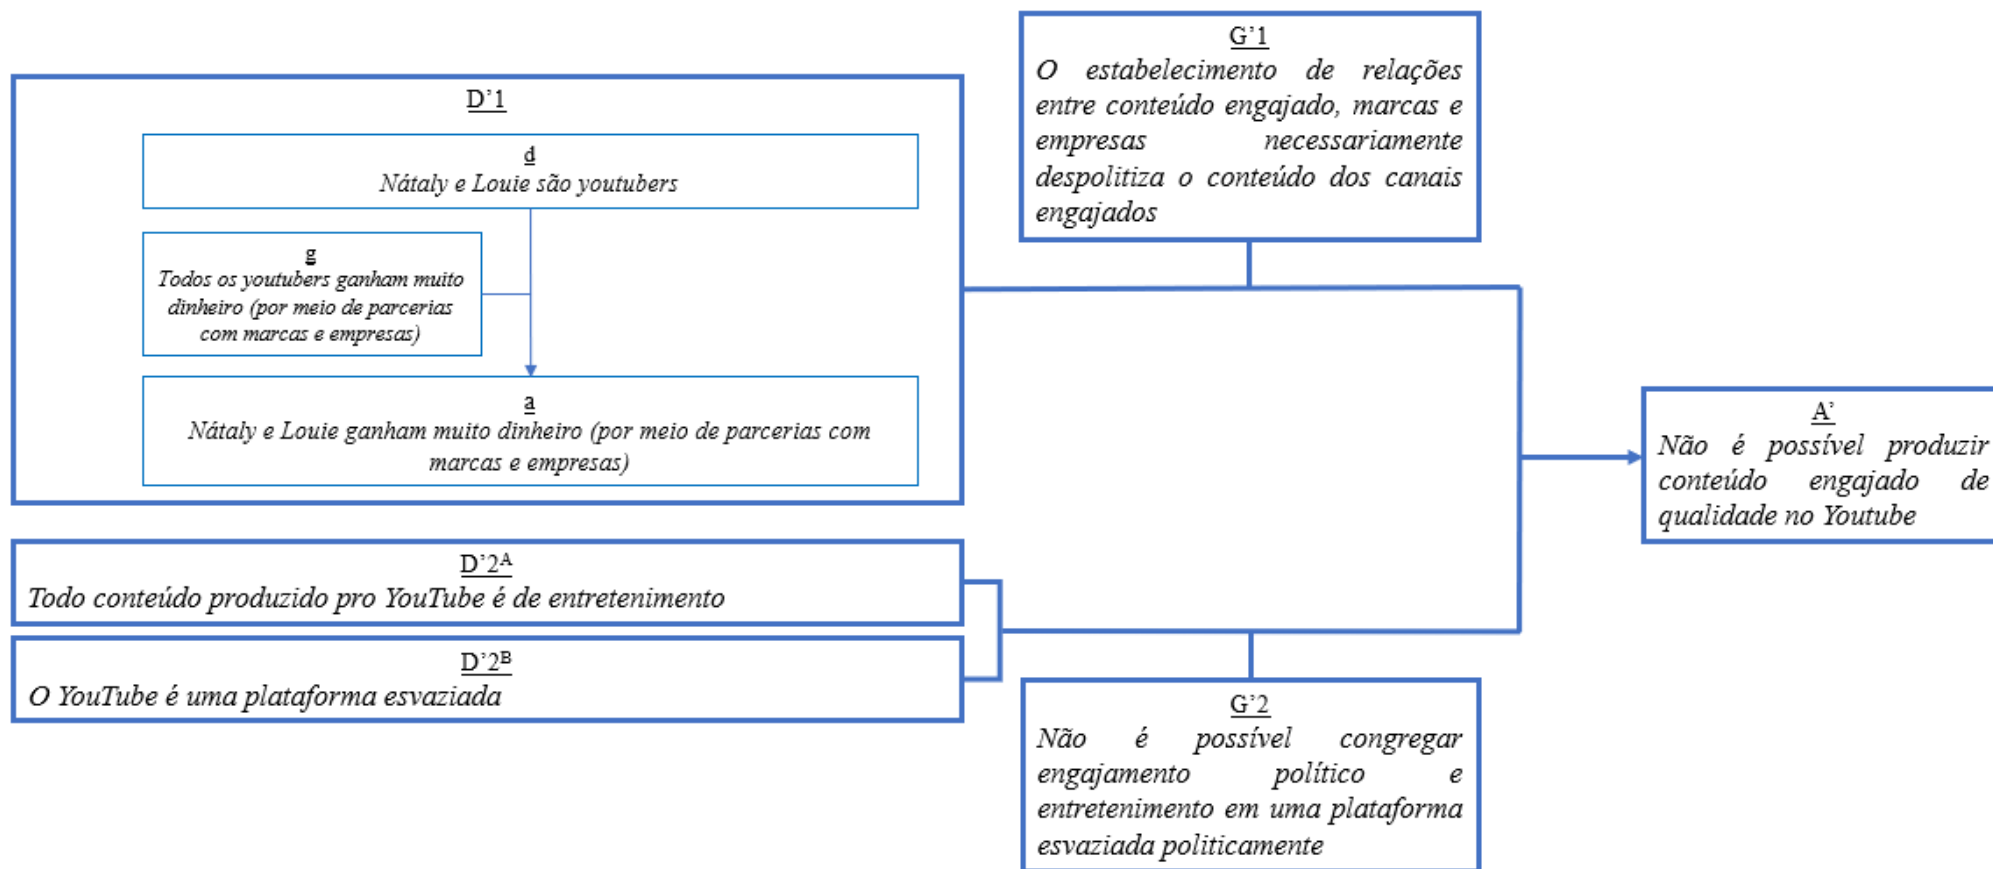 D’1
d
Nátaly e Louie são youtubers
g
Todos os youtubers ganham muito
dinheiro (por meio de parcerias
com marcas e empresas)
a
Nátaly e Louie ganham muito dinheiro (por meio de parcerias com
marcas e empresas)
G’1
O estabelecimento de relações
entre conteúdo engajado, marcas e
empresas necessariamente
despolitiza o conteúdo dos canais
engajados
D’2ᴬ
Todo conteúdo produzido pro YouTube é de entretenimento
D’2ᴮ
O YouTube é uma plataforma esvaziada
G’2
Não é possível congregar
engajamento político e
entretenimento em uma plataforma
esvaziada politicamente
A’
Não é possível produzir
conteúdo engajado de
qualidade no Youtube